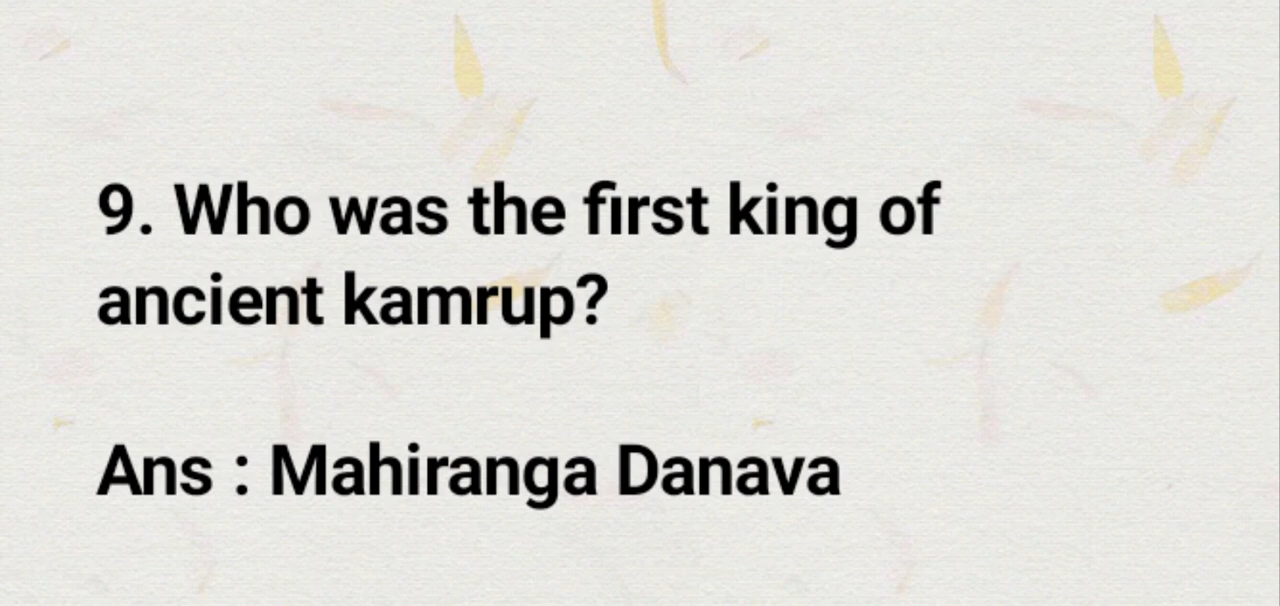 9. Who was the first king of
ancient kamrup?
Ans : Mahiranga Danava